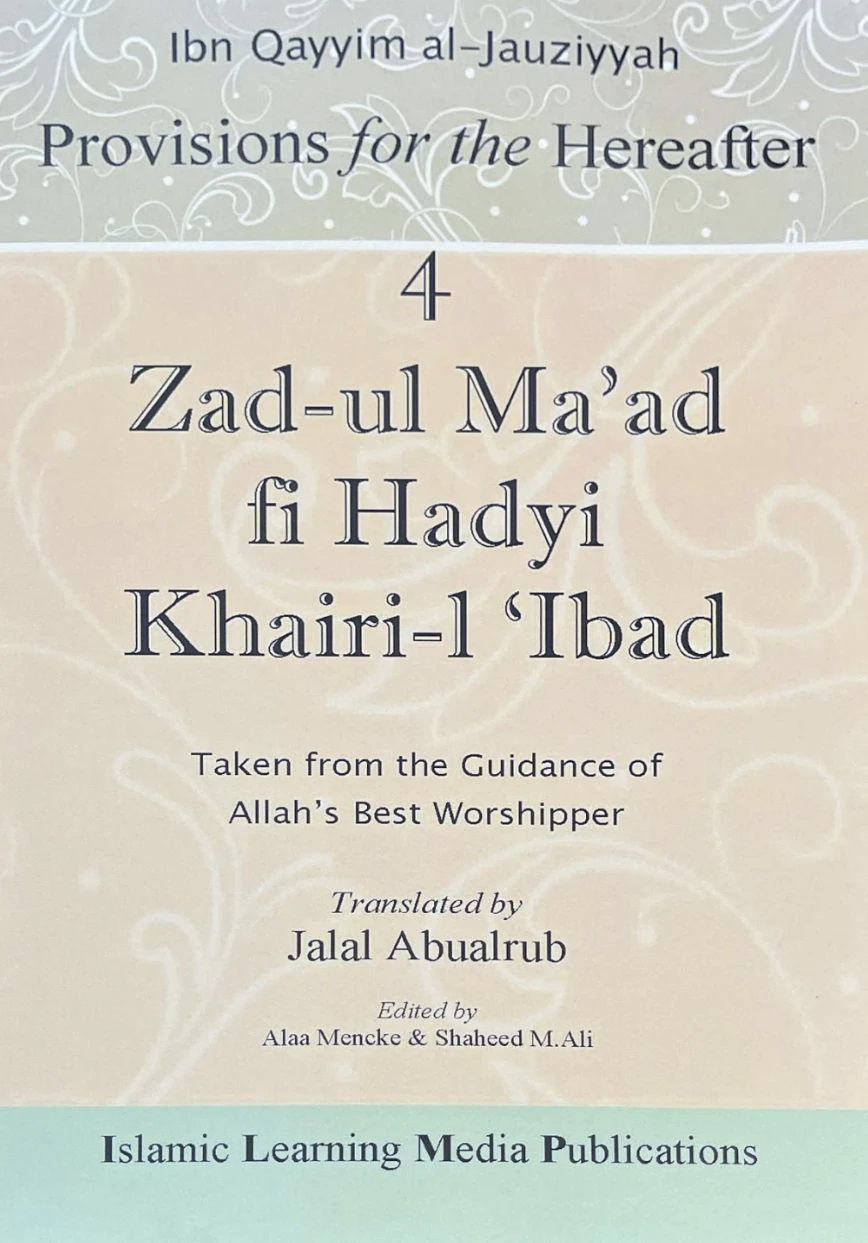 Ibn Qayyim al-Jauziyyah
Provisions for the Hereafter
4
Zad-ul Ma’ad
fi Hadyi
Khairi-l ‘Ibad
Taken from the Guidance of
Allah’s Best Worshipper
Translated by
Jalal Abualrub
Edited by
Alaa Mencke & Shaheed M.Ali
Islamic Learning Media Publications